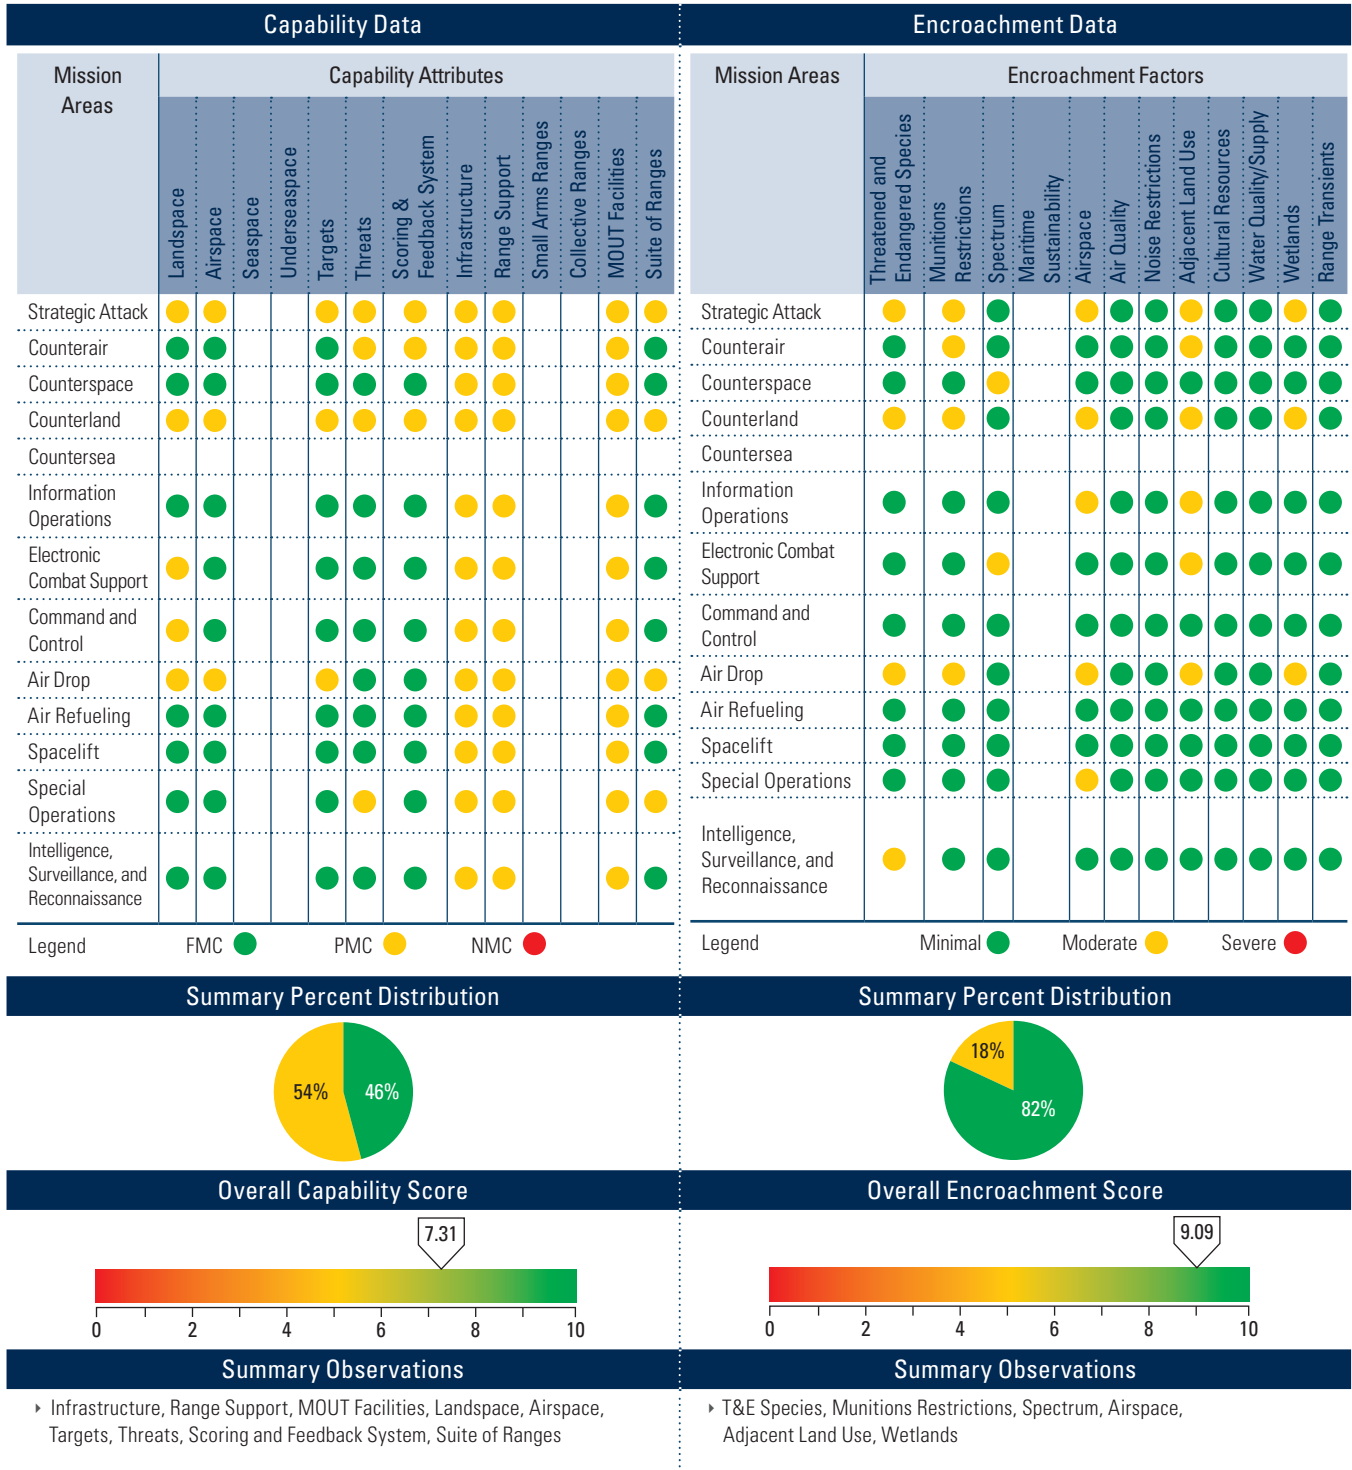 Capability Data
Mission
Areas
Capability Attributes
Landspace
Airspace
Seaspace
Underseaspace
Targets
Threats
Scoring &
Feedback System
Infrastructure
Range Support
Small Arms Ranges
Collective Ranges
MOUT Facilities
Suite of Ranges
Strategic Attack
Counterair
Counterspace
Counterland
Countersea
Information
Operations
Electronic
Combat Support
Command and
Control
Air Drop
Air Refueling
Spacelift
Special
Operations
Intelligence,
Surveillance, and
Reconnaissance
Legend
FMC
PMC
NMC
Summary Percent Distribution
54%
46%
Overall Capability Score
7.31
0
2
4
6
8
10
Summary Observations
Infrastructure, Range Support, MOUT Facilities, Landspace, Airspace,
Targets, Threats, Scoring and Feedback System, Suite of Ranges
Encroachment Data
Mission Areas
Encroachment Factors
Threatened and
Endangered Species
Munitions
Restrictions
Spectrum
Maritime
Sustainability
Airspace
Air Quality
Noise Restrictions
Adjacent Land Use
Cultural Resources
Water Quality/Supply
Wetlands
Range Transients
Strategic Attack
Counterair
Counterspace
Counterland
Countersea
Information
Operations
Electronic Combat
Support
Command and
Control
Air Drop
Air Refueling
Spacelift
Special Operations
Intelligence,
Surveillance, and
Reconnaissance
Legend
Minimal
Moderate
Severe
Summary Percent Distribution
18%
82%
Overall Encroachment Score
9.09
0
2
4
6
8
10
Summary Observations
T&E Species, Munitions Restrictions, Spectrum, Airspace,
Adjacent Land Use, Wetlands